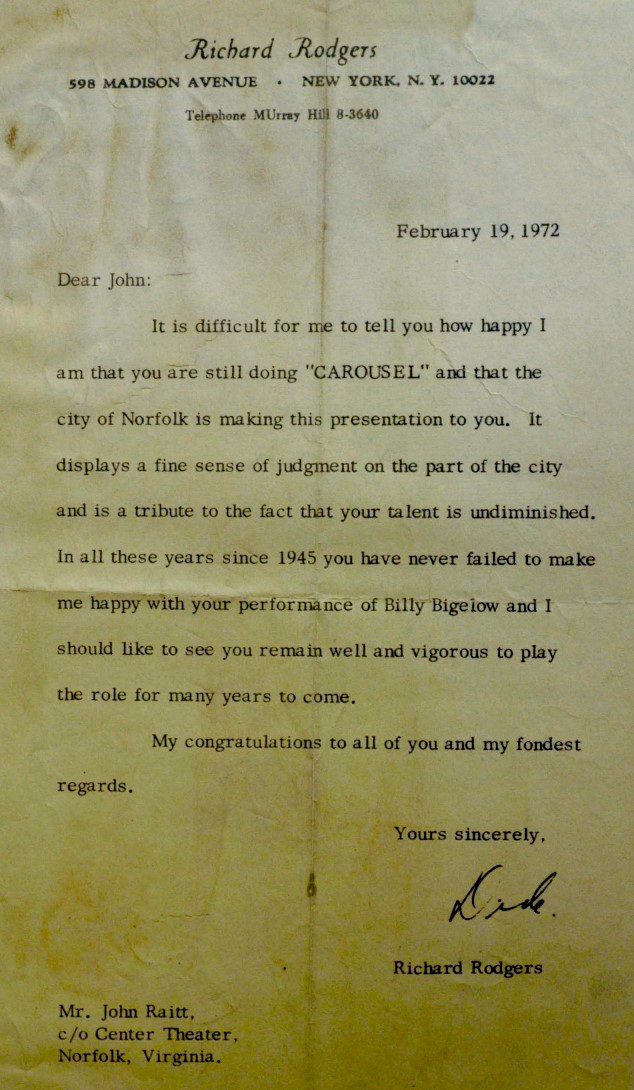 Richard Rodgers
598 MADISON AVENUE • NEW YORK, N. Y. 10022
Telephone MUrray Hill 8-3640
February 19, 1972
Dear John:
It is difficult for me to tell you how happy I
am that you are still doing "CAROUSEL" and that the
city of Norfolk is making this presentation to you. It
displays a fine sense of judgment on the part of the city
and is a tribute to the fact that your talent is undiminished.
In all these years since 1945 you have never failed to make
me happy with your performance of Billy Bigelow and I
should like to see you remain well and vigorous to play
the role for many years to come.
My congratulations to all of you and my fondest
regards.
Yours sincerely,
Dick.
Richard Rodgers
Mr. John Raitt,
c/o Center Theater,
Norfolk, Virginia.